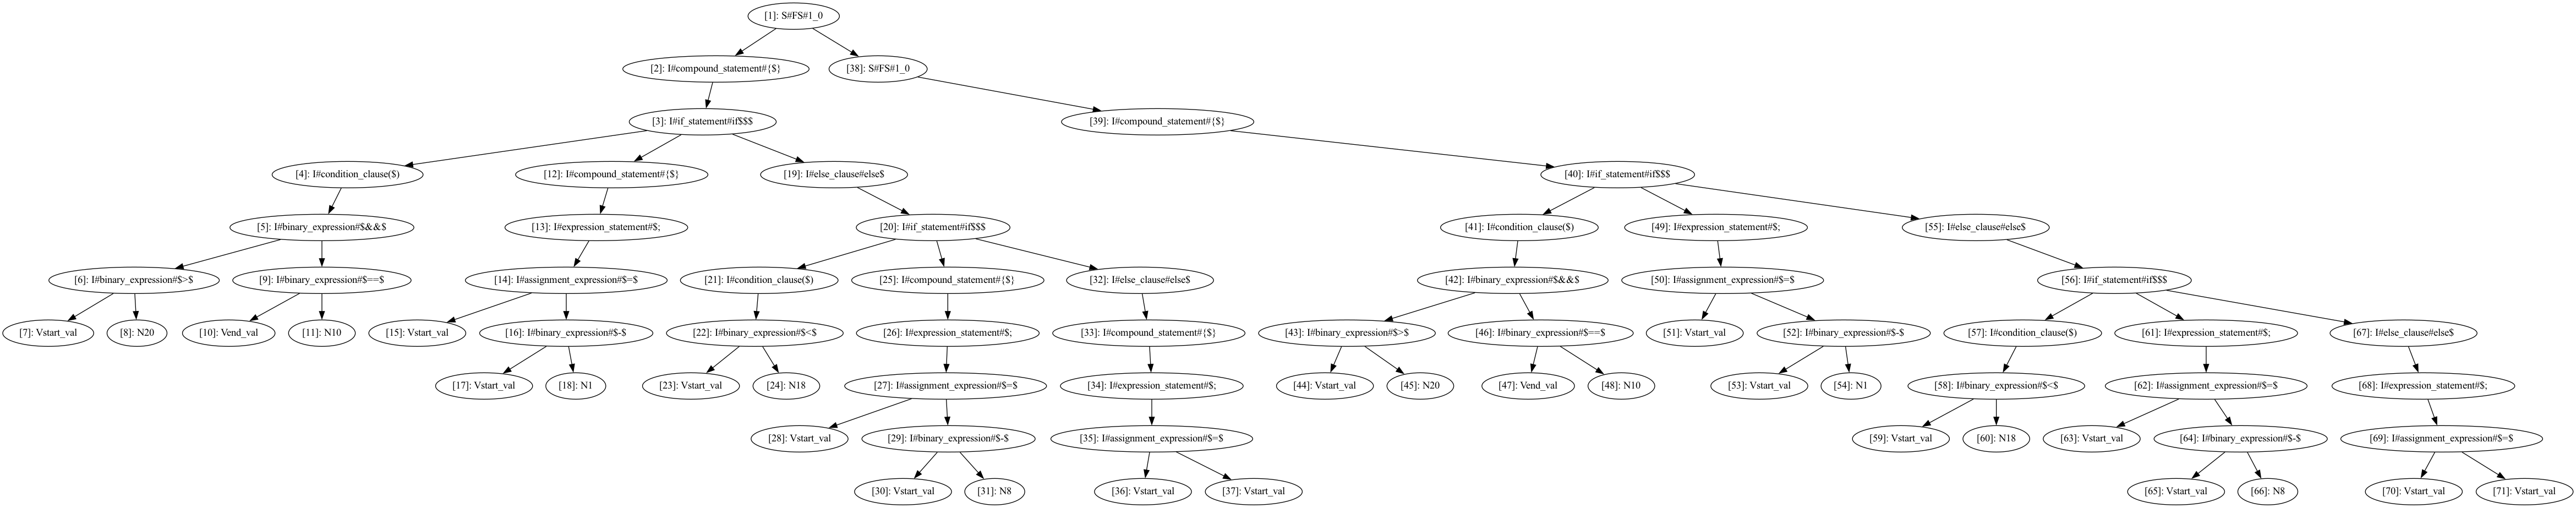 [1]: S#FS#1_0
[2]: I#compound_statement#{$}
[38]: S#FS#1_0
[3]: I#if_statement#if$$$
[39]: I#compound_statement#{$}
[4]: I#condition_clause($)
[12]: I#compound_statement#{$}
[19]: I#else_clause#else$
[40]: I#if_statement#if$$$
[5]: I#binary_expression#$&&$
[13]: I#expression_statement#$;
[20]: I#if_statement#if$$$
[41]: I#condition_clause($)
[49]: I#expression_statement#$;
[55]: I#else_clause#else$
[6]: I#binary_expression#$>$
[9]: I#binary_expression#$==$
[14]: I#assignment_expression#$=$
[21]: I#condition_clause($)
[25]: I#compound_statement#{$}
[32]: I#else_clause#else$
[42]: I#binary_expression#$&&$
[50]: I#assignment_expression#$=$
[56]: I#if_statement#if$$$
[7]: Vstart_val
[8]: N20
[10]: Vend_val
[11]: N10
[15]: Vstart_val
[16]: I#binary_expression#$-$
[22]: I#binary_expression#$<$
[26]: I#expression_statement#$;
[33]: I#compound_statement#{$}
[43]: I#binary_expression#$>$
[46]: I#binary_expression#$==$
[51]: Vstart_val
[52]: I#binary_expression#$-$
[57]: I#condition_clause($)
[61]: I#expression_statement#$;
[67]: I#else_clause#else$
[17]: Vstart_val
[18]: N1
[23]: Vstart_val
[24]: N18
[27]: I#assignment_expression#$=$
[34]: I#expression_statement#$;
[44]: Vstart_val
[45]: N20
[47]: Vend_val
[48]: N10
[53]: Vstart_val
[54]: N1
[58]: I#binary_expression#$<$
[62]: I#assignment_expression#$=$
[68]: I#expression_statement#$;
[28]: Vstart_val
[29]: I#binary_expression#$-$
[35]: I#assignment_expression#$=$
[59]: Vstart_val
[60]: N18
[63]: Vstart_val
[64]: I#binary_expression#$-$
[69]: I#assignment_expression#$=$
[30]: Vstart_val
[31]: N8
[36]: Vstart_val
[37]: Vstart_val
[65]: Vstart_val
[66]: N8
[70]: Vstart_val
[71]: Vstart_val